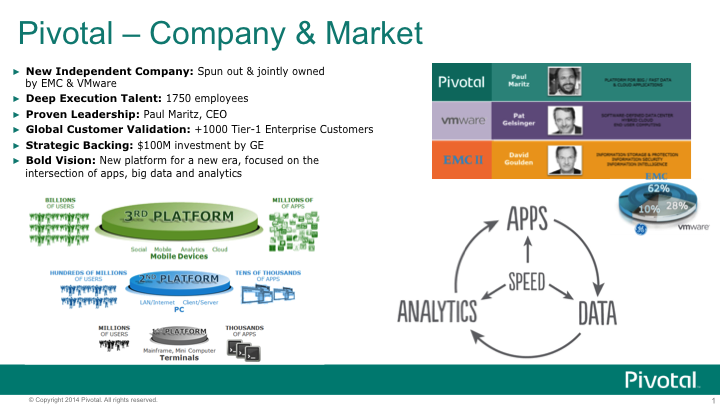 Pivotal – Company & Market
► New Independent Company: Spun out & jointly owned
by EMC & VMware
► Deep Execution Talent: 1750 employees
► Proven Leadership: Paul Maritz, CEO
► Global Customer Validation: +1000 Tier-1 Enterprise Customers
► Strategic Backing: $100M investment by GE
► Bold Vision: New platform for a new era, focused on the
intersection of apps, big data and analytics
Pivotal
Paul
Maritz
PLATFORM FOR BIG / FAST DATA
& CLOUD APPLICATIONS
vmware
Pat
Gelsinger
SOFTWARE-DEFINED DATA CENTER
HYBRID CLOUD
END USER COMPUTING
EMC II
David
Goulden
INFORMATION STORAGE & PROTECTION
INFORMATION SECURITY
INFORMATION INTELLIGENCE
EMC
62%
10%
28%
GE
vmware
BILLIONS
OF USERS
3RD PLATFORM
MILLIONS OF
OF APPS
Social Mobile Analytics Cloud
Mobile Devices
HUNDREDS OF MILLIONS
OF USERS
2ND PLATFORM
TENS OF THOUSANDS
OF APPS
LAN/Internet Client/Server
PC
MILLIONS
OF USERS
1ST PLATFORM
THOUSANDS
OF APPS
Mainframe, Mini Computer
Terminals
APPS
SPEED
ANALYTICS
DATA
Pivotal
© Copyright 2014 Pivotal. All rights reserved.
1